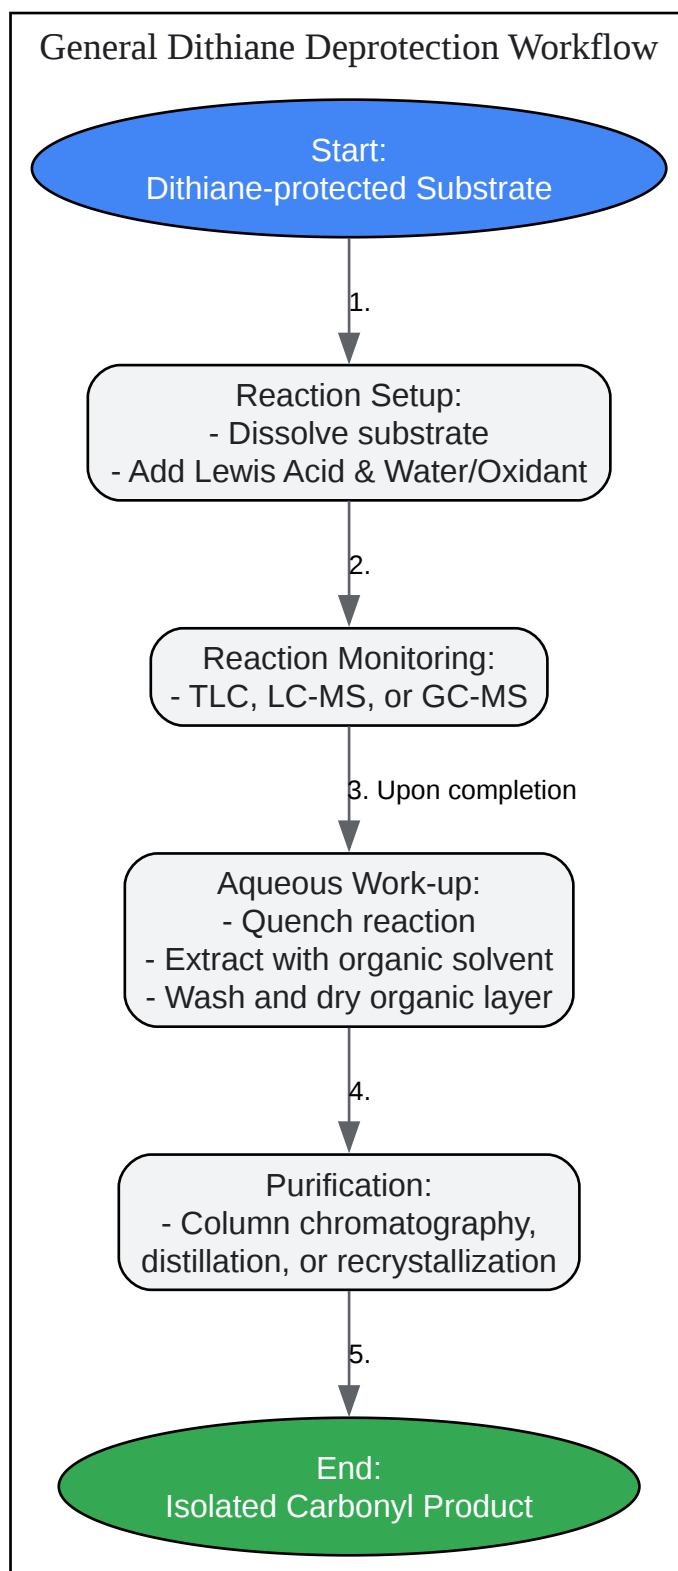 General Dithiane Deprotection Workflow
Start:
Dithiane-protected Substrate
1.
Reaction Setup:
- Dissolve substrate
- Add Lewis Acid & Water/Oxidant
2.
Reaction Monitoring:
- TLC, LC-MS, or GC-MS
3. Upon completion
Aqueous Work-up:
- Quench reaction
- Extract with organic solvent
- Wash and dry organic layer
4.
Purification:
- Column chromatography,
distillation, or recrystallization
5.
End:
Isolated Carbonyl Product